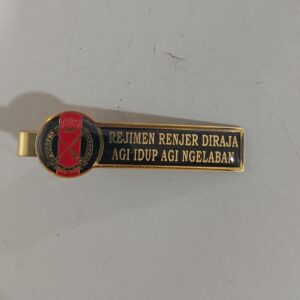 REJIMEN RENJER DIRAJA
AGI IDUP AGI NGELABAN